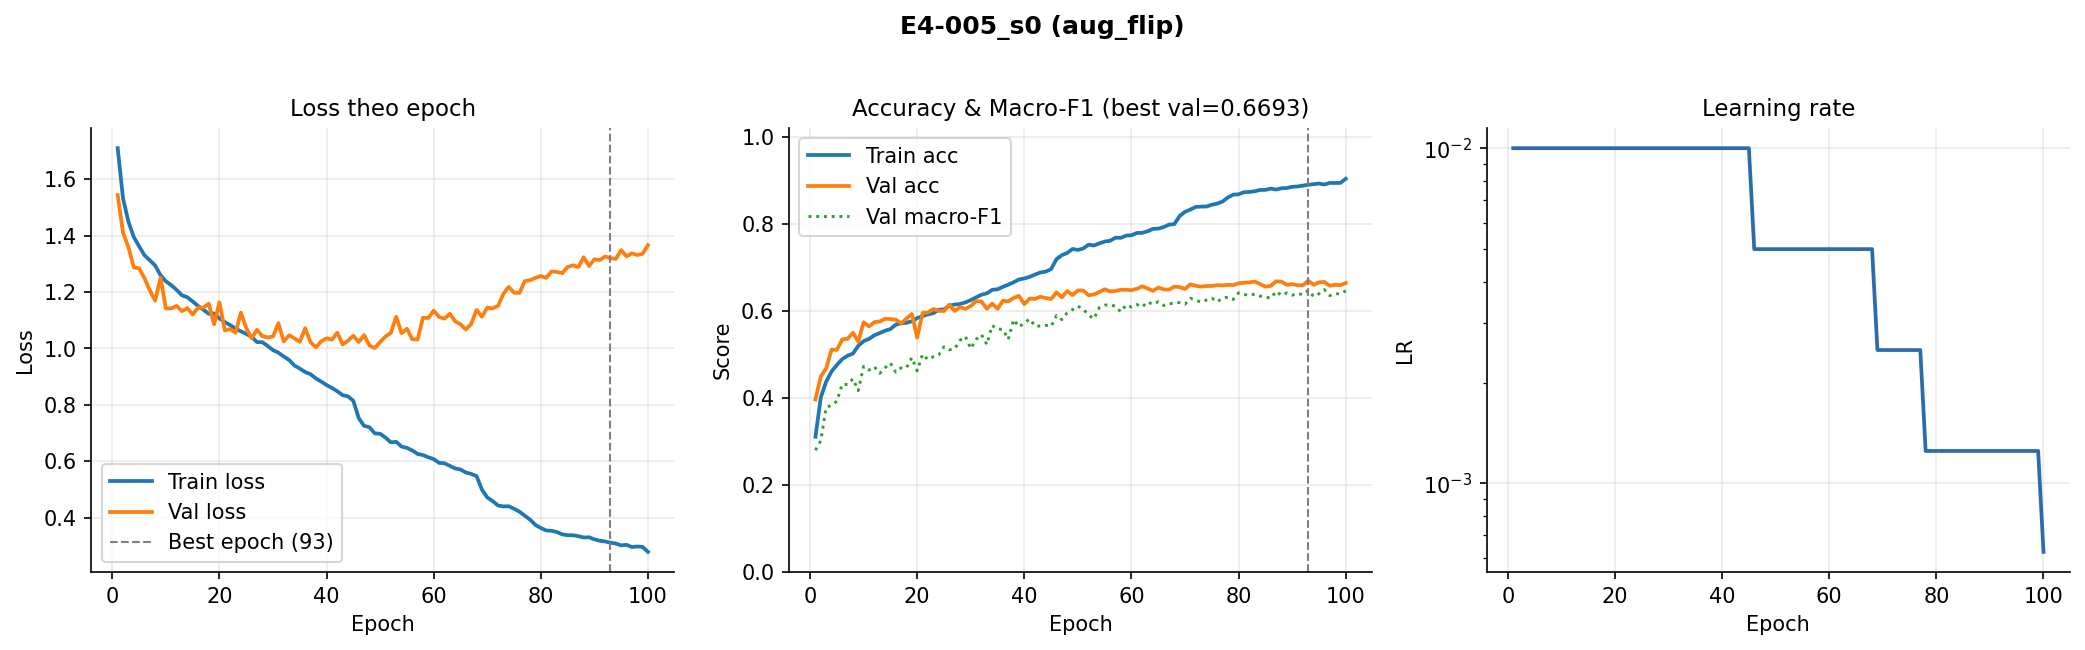 E4-005_s0 (aug_flip)
Loss theo epoch
1.6
1.4
1.2
1.0
0.8
0.6
0.4
Loss
Train loss
Val loss
Best epoch (93)
0 20 40 60 80 100
Epoch
Accuracy & Macro-F1 (best val=0.6693)
1.0
0.8
0.6
0.4
0.2
0.0
Score
Train acc
Val acc
Val macro-F1
0 20 40 60 80 100
Epoch
Learning rate
10⁻²
10⁻³
LR
0 20 40 60 80 100
Epoch